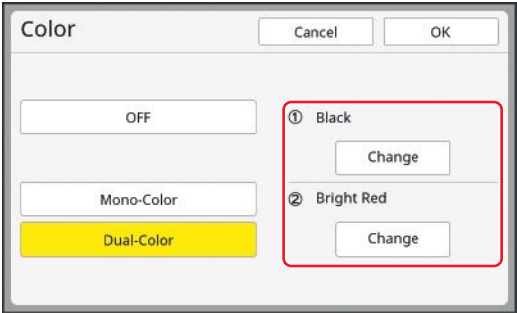 Color
Cancel
OK
OFF
① Black
Change
Mono-Color
② Bright Red
Dual-Color
Change